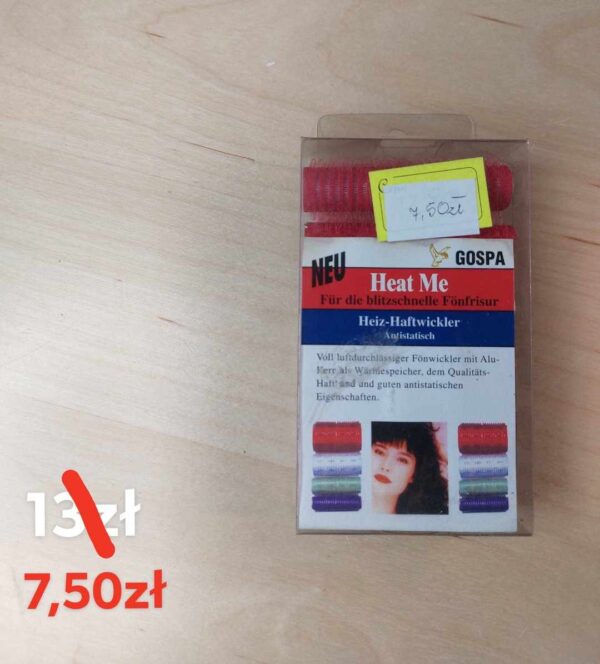 7,50zł
GOSPA
NEU
Heat Me
Für die blitzschnelle Fönfrisur
Heiz-Haftwickler
Antistatisch
Voll luftdurchlässiger Fönwickler mit Alu-
Kern als Wärmespeicher, dem Qualitäts-
Haft und guten antistatischen
Eigenschaften.
13zł
7,50zł